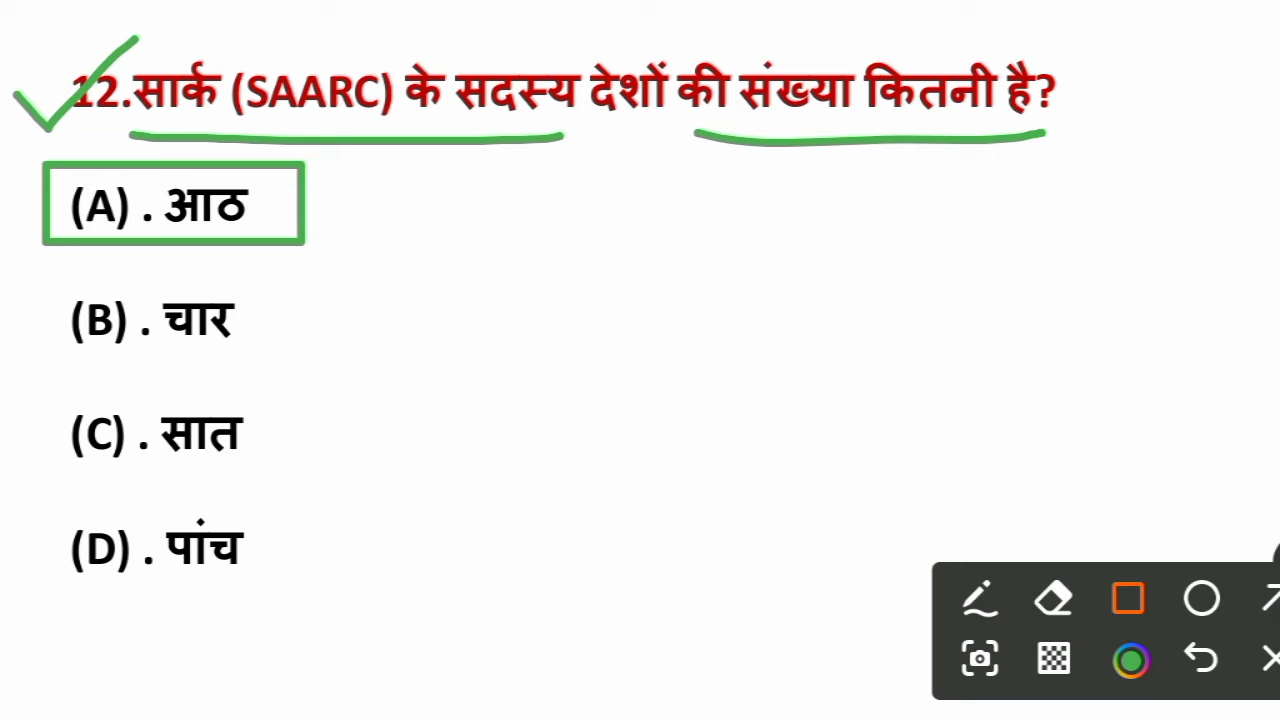 12.सार्क (SAARC) के सदस्य देशों की संख्या कितनी है?
(A) . आठ
(B) . चार
(C) . सात
(D) . पांच